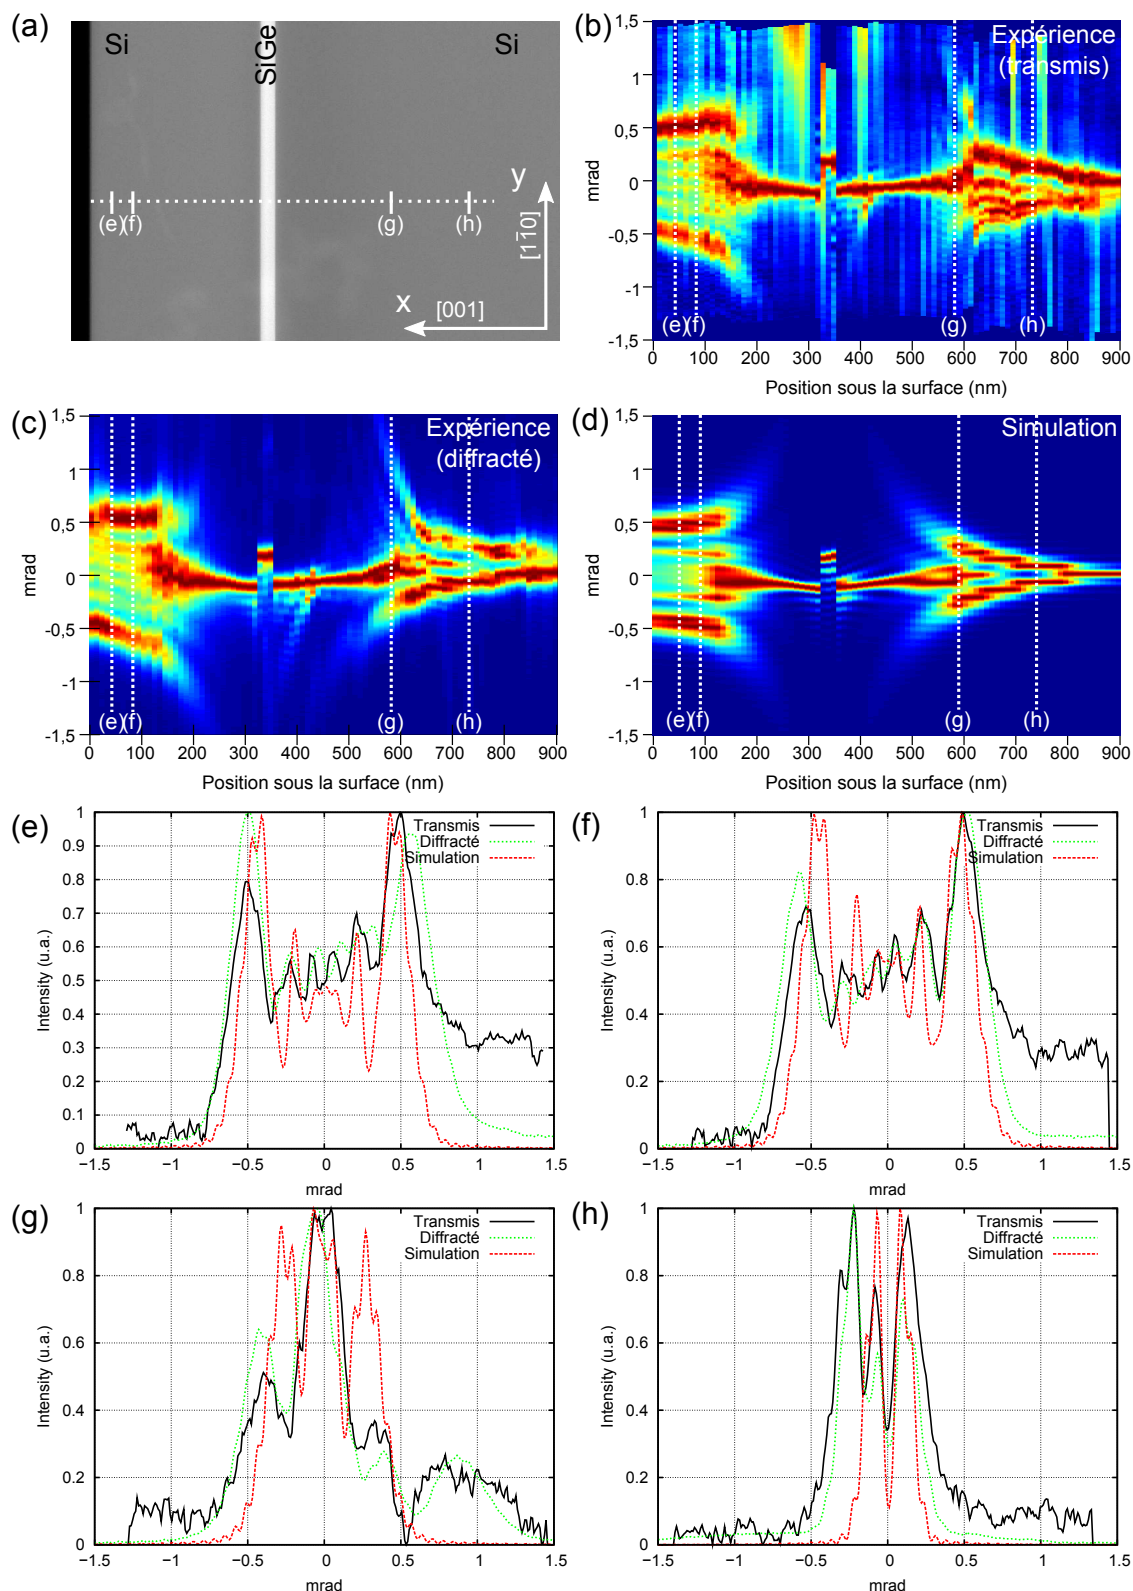 (a)
Si
SiGe
Si
(e)
(f)
(g)
(h)
y
[11̄0]
x
[001]
(b)
Expérience
(transmis)
mrad
1,5
1
0,5
0
-0,5
-1
-1,5
(e)
(f)
(g)
(h)
0 100 200 300 400 500 600 700 800 900
Position sous la surface (nm)
(c)
Expérience
(diffracté)
mrad
1,5
1
0,5
0
-0,5
-1
-1,5
(e)
(f)
(g)
(h)
0 100 200 300 400 500 600 700 800 900
Position sous la surface (nm)
(d)
Simulation
mrad
1,5
1
0,5
0
-0,5
-1
-1,5
(e)
(f)
(g)
(h)
0 100 200 300 400 500 600 700 800 900
Position sous la surface (nm)
(e)
Transmis
Diffracté
Simulation
Intensity (u.a.)
1
0.9
0.8
0.7
0.6
0.5
0.4
0.3
0.2
0.1
0
−1.5 −1 −0.5 0 0.5 1 1.5
mrad
(f)
Transmis
Diffracté
Simulation
Intensity (u.a.)
1
0.8
0.6
0.4
0.2
0
−1.5 −1 −0.5 0 0.5 1 1.5
mrad
(g)
Transmis
Diffracté
Simulation
Intensity (u.a.)
1
0.8
0.6
0.4
0.2
0
−1.5 −1 −0.5 0 0.5 1 1.5
mrad
(h)
Transmis
Diffracté
Simulation
Intensity (u.a.)
1
0.8
0.6
0.4
0.2
0
−1.5 −1 −0.5 0 0.5 1 1.5
mrad